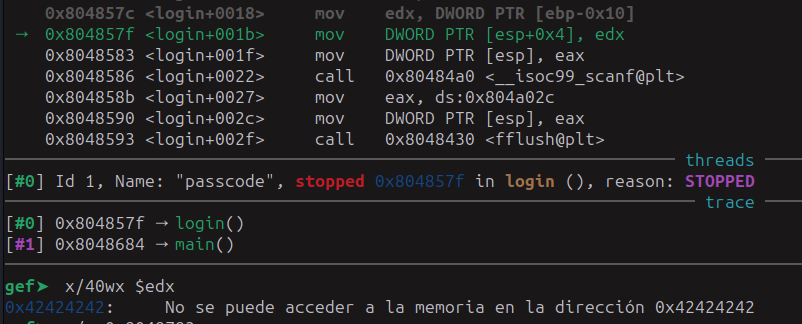 0x804857c <login+0018> mov edx, DWORD PTR [ebp-0x10]
→ 0x804857f <login+001b> mov DWORD PTR [esp+0x4], edx
0x8048583 <login+001f> mov DWORD PTR [esp], eax
0x8048586 <login+0022> call 0x80484a0 <__isoc99_scanf@plt>
0x804858b <login+0027> mov eax, ds:0x804a02c
0x8048590 <login+002c> mov DWORD PTR [esp], eax
0x8048593 <login+002f> call 0x8048430 <fflush@plt>
threads
[#0] Id 1, Name: "passcode", stopped 0x804857f in login (), reason: STOPPED
trace
[#0] 0x804857f → login()
[#1] 0x8048684 → main()
gef➤ x/40wx $edx
0x42424242: No se puede acceder a la memoria en la dirección 0x42424242